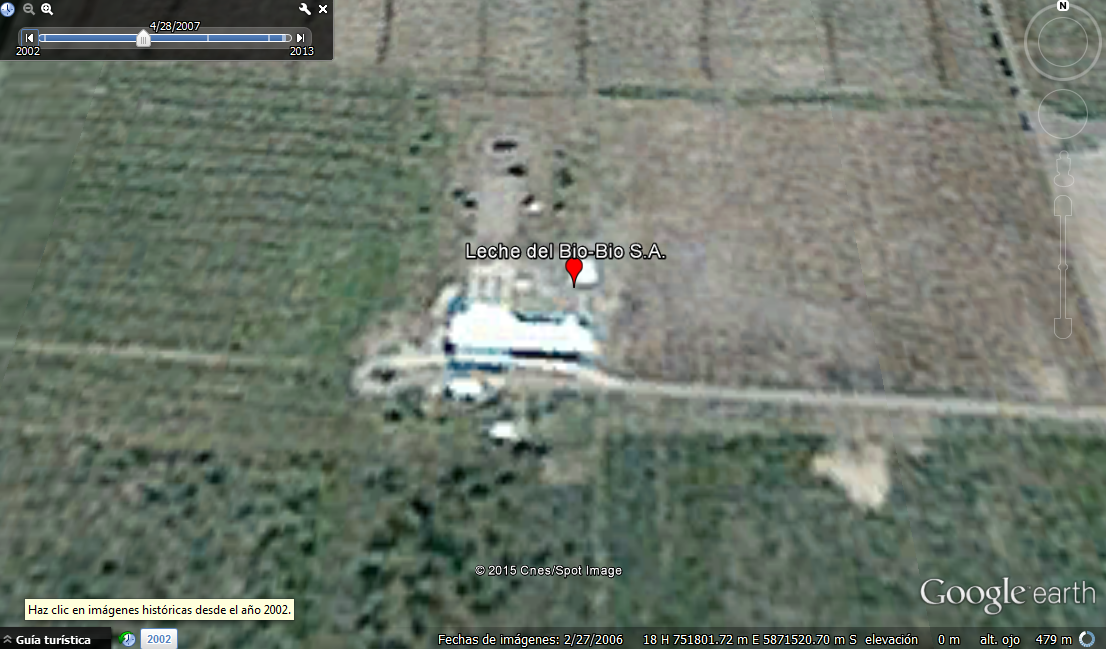 4/28/2007
2002
2013
N
Leche del Bio-Bio S.A.
© 2015 Cnes/Spot Image
Google earth
Haz clic en imágenes históricas desde el año 2002.
Guía turística
2002
Fechas de imágenes: 2/27/2006 18 H 751801.72 m E 5871520.70 m S elevación 0 m alt. ojo 479 m